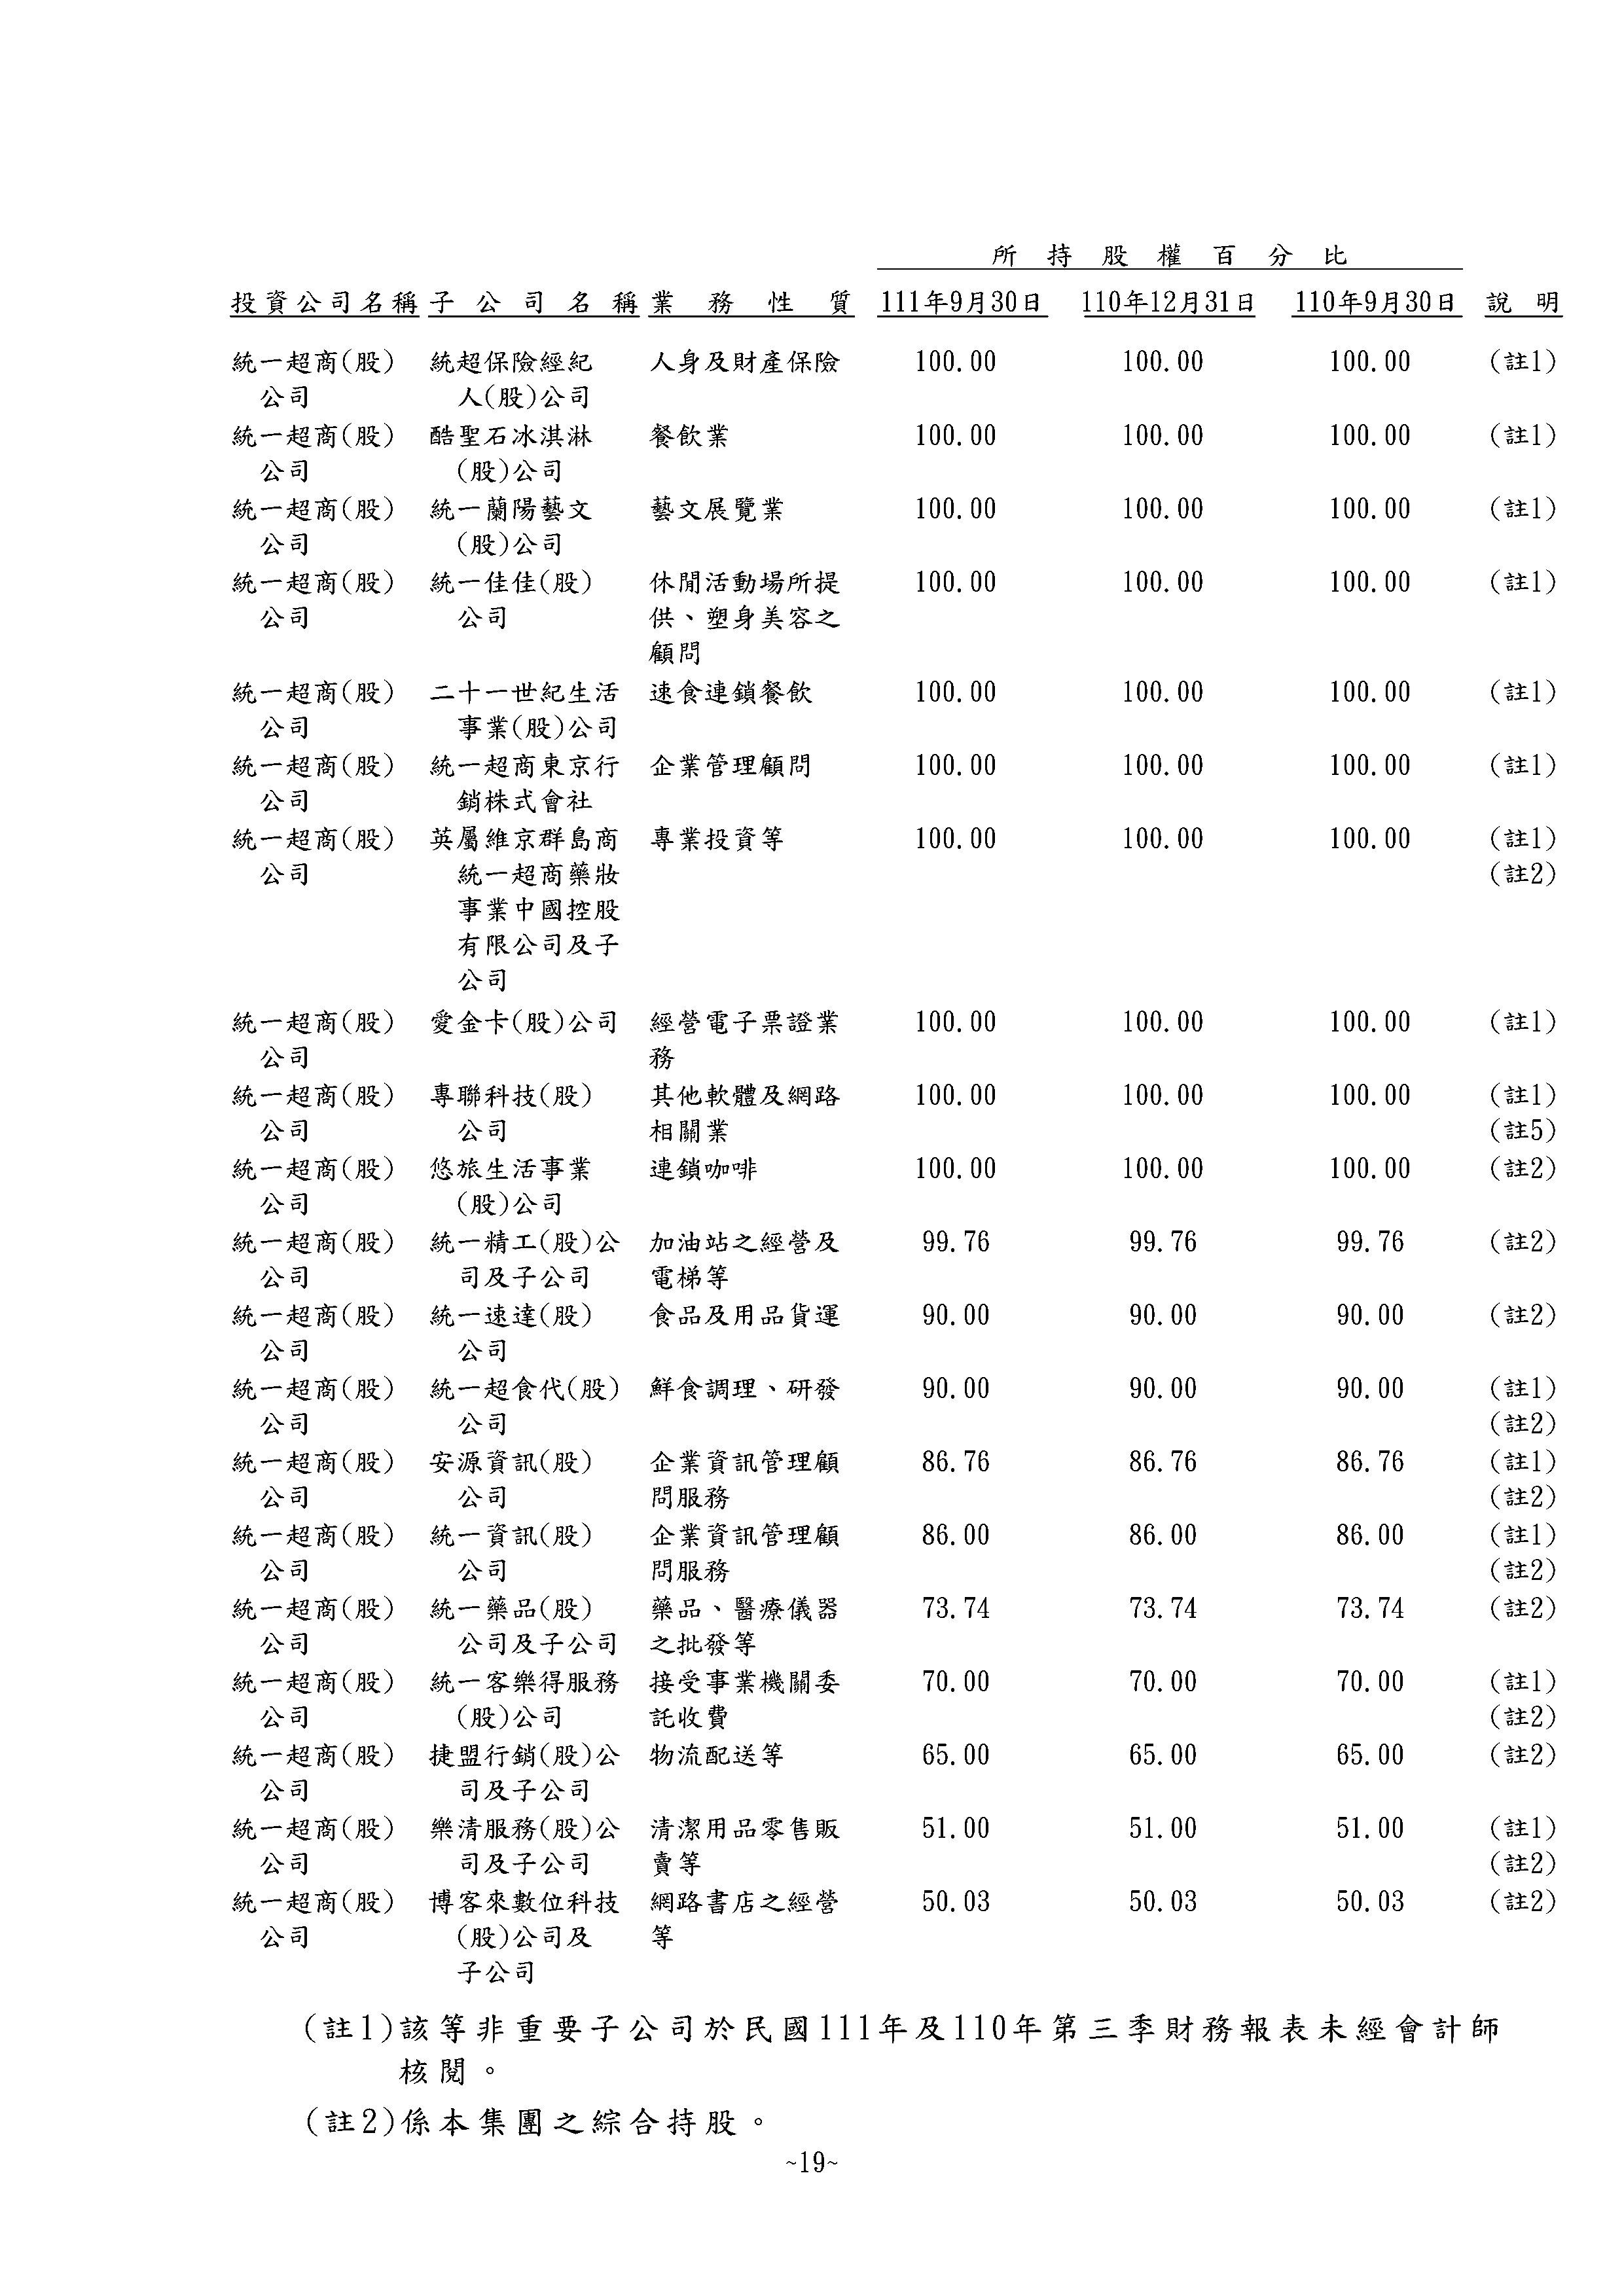 所持股權百分比
投資公司名稱 子公司名稱 業務性質 111年9月30日 110年12月31日 110年9月30日 說明
統一超商(股) 統超保險經紀 人身及財產保險 100.00 100.00 100.00 (註1)
公司 人(股)公司
統一超商(股) 酷聖石冰淇淋 餐飲業 100.00 100.00 100.00 (註1)
公司 (股)公司
統一超商(股) 統一蘭陽藝文 藝文展覽業 100.00 100.00 100.00 (註1)
公司 (股)公司
統一超商(股) 統一佳佳(股) 休閒活動場所提 100.00 100.00 100.00 (註1)
公司 公司 供、塑身美容之
顧問
統一超商(股) 二十一世紀生活 速食連鎖餐飲 100.00 100.00 100.00 (註1)
公司 事業(股)公司
統一超商(股) 統一超商東京行 企業管理顧問 100.00 100.00 100.00 (註1)
公司 銷株式會社
統一超商(股) 英屬維京群島商 專業投資等 100.00 100.00 100.00 (註1)
公司 統一超商藥妝 (註2)
事業中國控股
有限公司及子
公司
統一超商(股) 愛金卡(股)公司 經營電子票證業 100.00 100.00 100.00 (註1)
公司 務
統一超商(股) 專聯科技(股) 其他軟體及網路 100.00 100.00 100.00 (註1)
公司 公司 相關業 (註5)
統一超商(股) 悠旅生活事業 連鎖咖啡 100.00 100.00 100.00 (註2)
公司 (股)公司
統一超商(股) 統一精工(股)公 加油站之經營及 99.76 99.76 99.76 (註2)
公司 司及子公司 電梯等
統一超商(股) 統一速達(股) 食品及用品貨運 90.00 90.00 90.00 (註2)
公司 公司
統一超商(股) 統一超食代(股) 鮮食調理、研發 90.00 90.00 90.00 (註1)
公司 公司 (註2)
統一超商(股) 安源資訊(股) 企業資訊管理顧 86.76 86.76 86.76 (註1)
公司 公司 問服務 (註2)
統一超商(股) 統一資訊(股) 企業資訊管理顧 86.00 86.00 86.00 (註1)
公司 公司 問服務 (註2)
統一超商(股) 統一藥品(股) 藥品、醫療儀器 73.74 73.74 73.74 (註2)
公司 公司及子公司 之批發等
統一超商(股) 統一客樂得服務 接受事業機關委 70.00 70.00 70.00 (註1)
公司 (股)公司 託收費 (註2)
統一超商(股) 捷盟行銷(股)公 物流配送等 65.00 65.00 65.00 (註2)
公司 司及子公司
統一超商(股) 樂清服務(股)公 清潔用品零售販 51.00 51.00 51.00 (註1)
公司 司及子公司 賣等 (註2)
統一超商(股) 博客來數位科技 網路書店之經營 50.03 50.03 50.03 (註2)
公司 (股)公司及 等
子公司
(註1)該等非重要子公司於民國111年及110年第三季財務報表未經會計師
核閱。
(註2)係本集團之綜合持股。
~19~